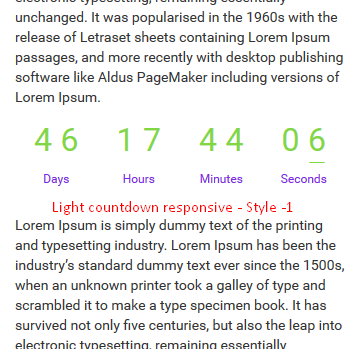 electronic typesetting, remaining essentially
unchanged. It was popularised in the 1960s with the
release of Letraset sheets containing Lorem Ipsum
passages, and more recently with desktop publishing
software like Aldus PageMaker including versions of
Lorem Ipsum.
46 17 44 06
Days Hours Minutes Seconds
Light countdown responsive - Style -1
Lorem Ipsum is simply dummy text of the printing
and typesetting industry. Lorem Ipsum has been the
industry’s standard dummy text ever since the 1500s,
when an unknown printer took a galley of type and
scrambled it to make a type specimen book. It has
survived not only five centuries, but also the leap into
electronic typesetting, remaining essentially